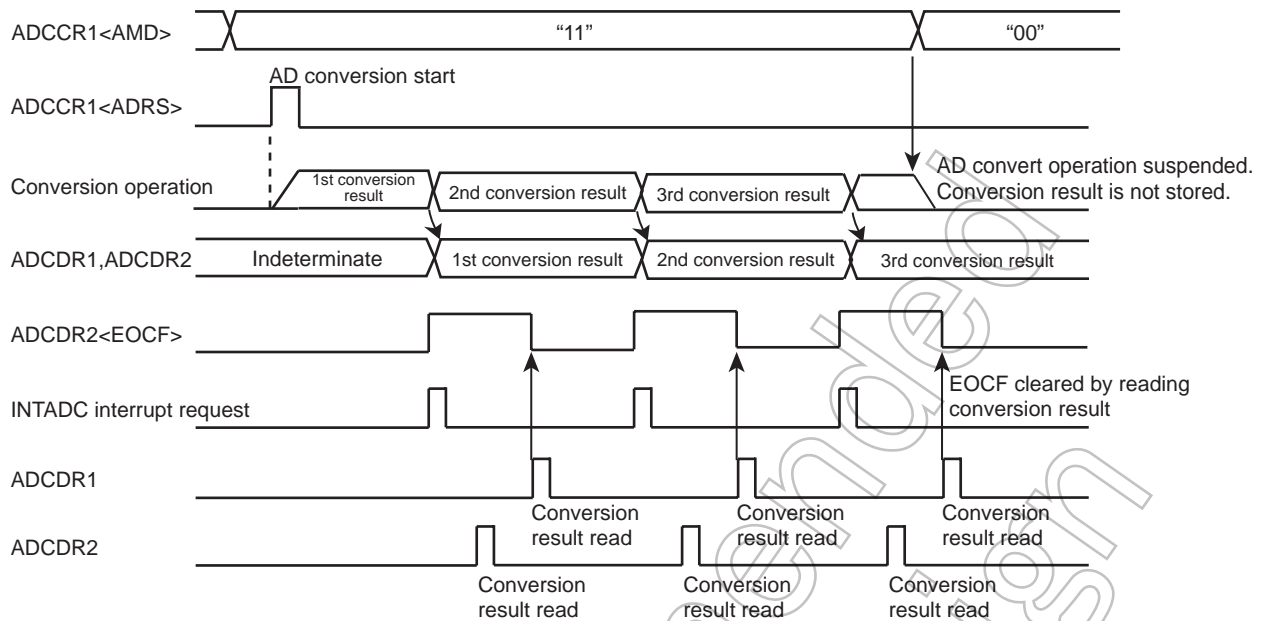 ADCCR1<AMD>
“11”
“00”
AD conversion start
ADCCR1<ADRS>
Conversion operation
1st conversion
result
2nd conversion result
3rd conversion result
AD convert operation suspended.
Conversion result is not stored.
ADCDR1,ADCDR2
Indeterminate
1st conversion result
2nd conversion result
3rd conversion result
ADCDR2<EOCF>
EOCF cleared by reading
conversion result
INTADC interrupt request
ADCDR1
Conversion
result read
Conversion
result read
Conversion
result read
ADCDR2
Conversion
result read
Conversion
result read
Conversion
result read